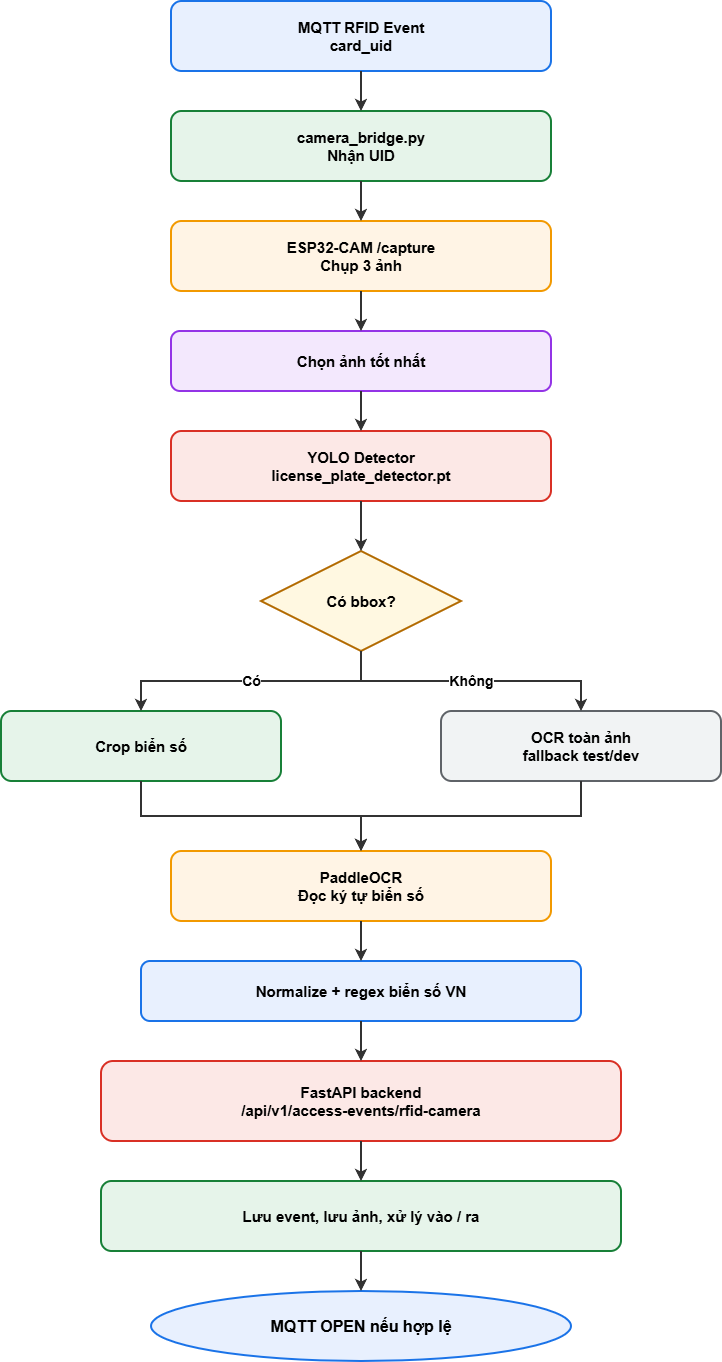 MQTT RFID Event
card_uid
camera_bridge.py
Nhận UID
ESP32-CAM /capture
Chụp 3 ảnh
Chọn ảnh tốt nhất
YOLO Detector
license_plate_detector.pt
Có bbox?
Có
Không
Crop biển số
OCR toàn ảnh
fallback test/dev
PaddleOCR
Đọc ký tự biển số
Normalize + regex biển số VN
FastAPI backend
/api/v1/access-events/rfid-camera
Lưu event, lưu ảnh, xử lý vào / ra
MQTT OPEN nếu hợp lệ